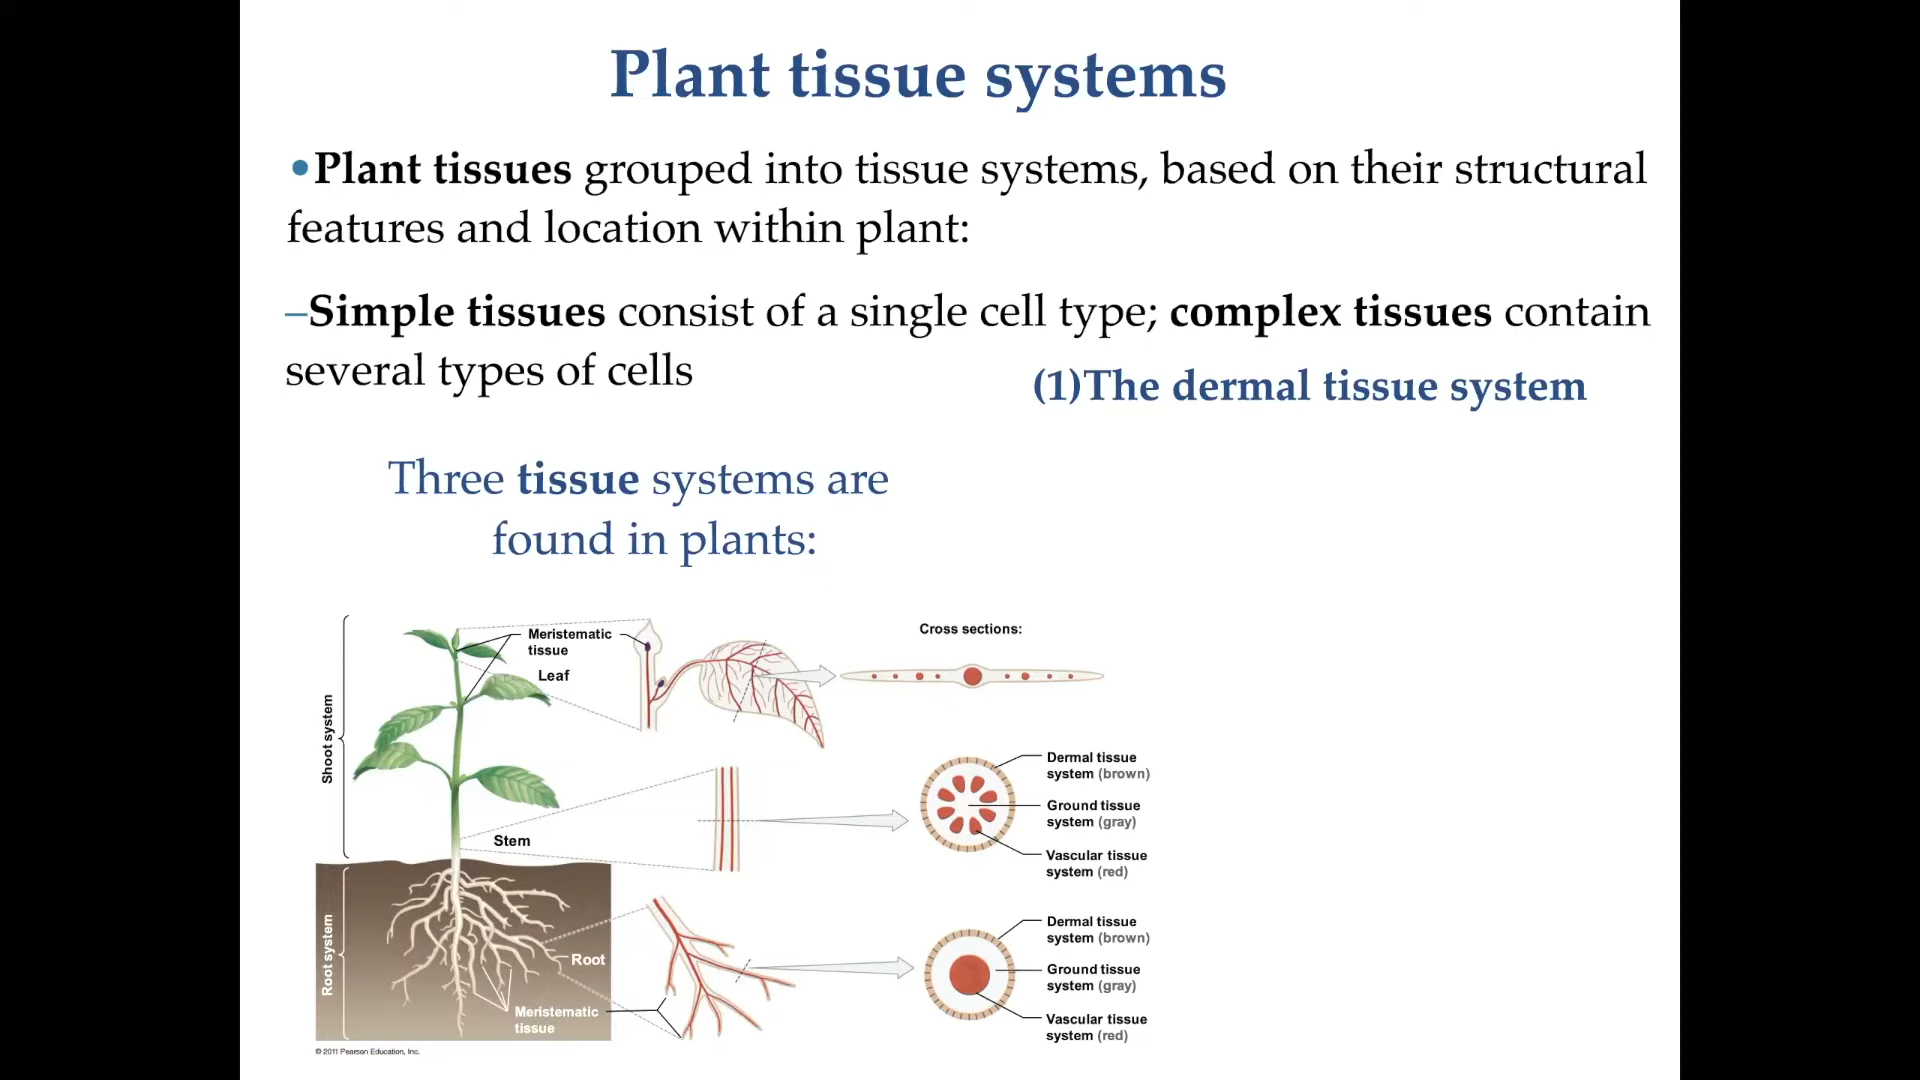 Plant tissue systems
•Plant tissues grouped into tissue systems, based on their structural
features and location within plant:
–Simple tissues consist of a single cell type; complex tissues contain
several types of cells
(1)The dermal tissue system
Three tissue systems are
found in plants:
Shoot system
Meristematic
tissue
Leaf
Cross sections:
Stem
Dermal tissue
system (brown)
Ground tissue
system (gray)
Vascular tissue
system (red)
Root system
Root
Meristematic
tissue
Dermal tissue
system (brown)
Ground tissue
system (gray)
Vascular tissue
system (red)
© 2011 Pearson Education, Inc.